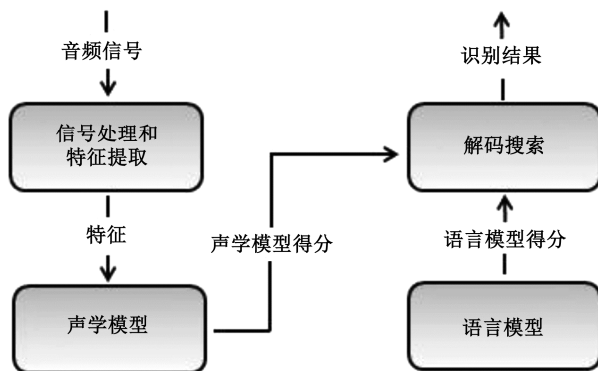 音频信号
信号处理和
特征提取
特征
声学模型
声学模型得分
识别结果
解码搜索
语言模型得分
语言模型